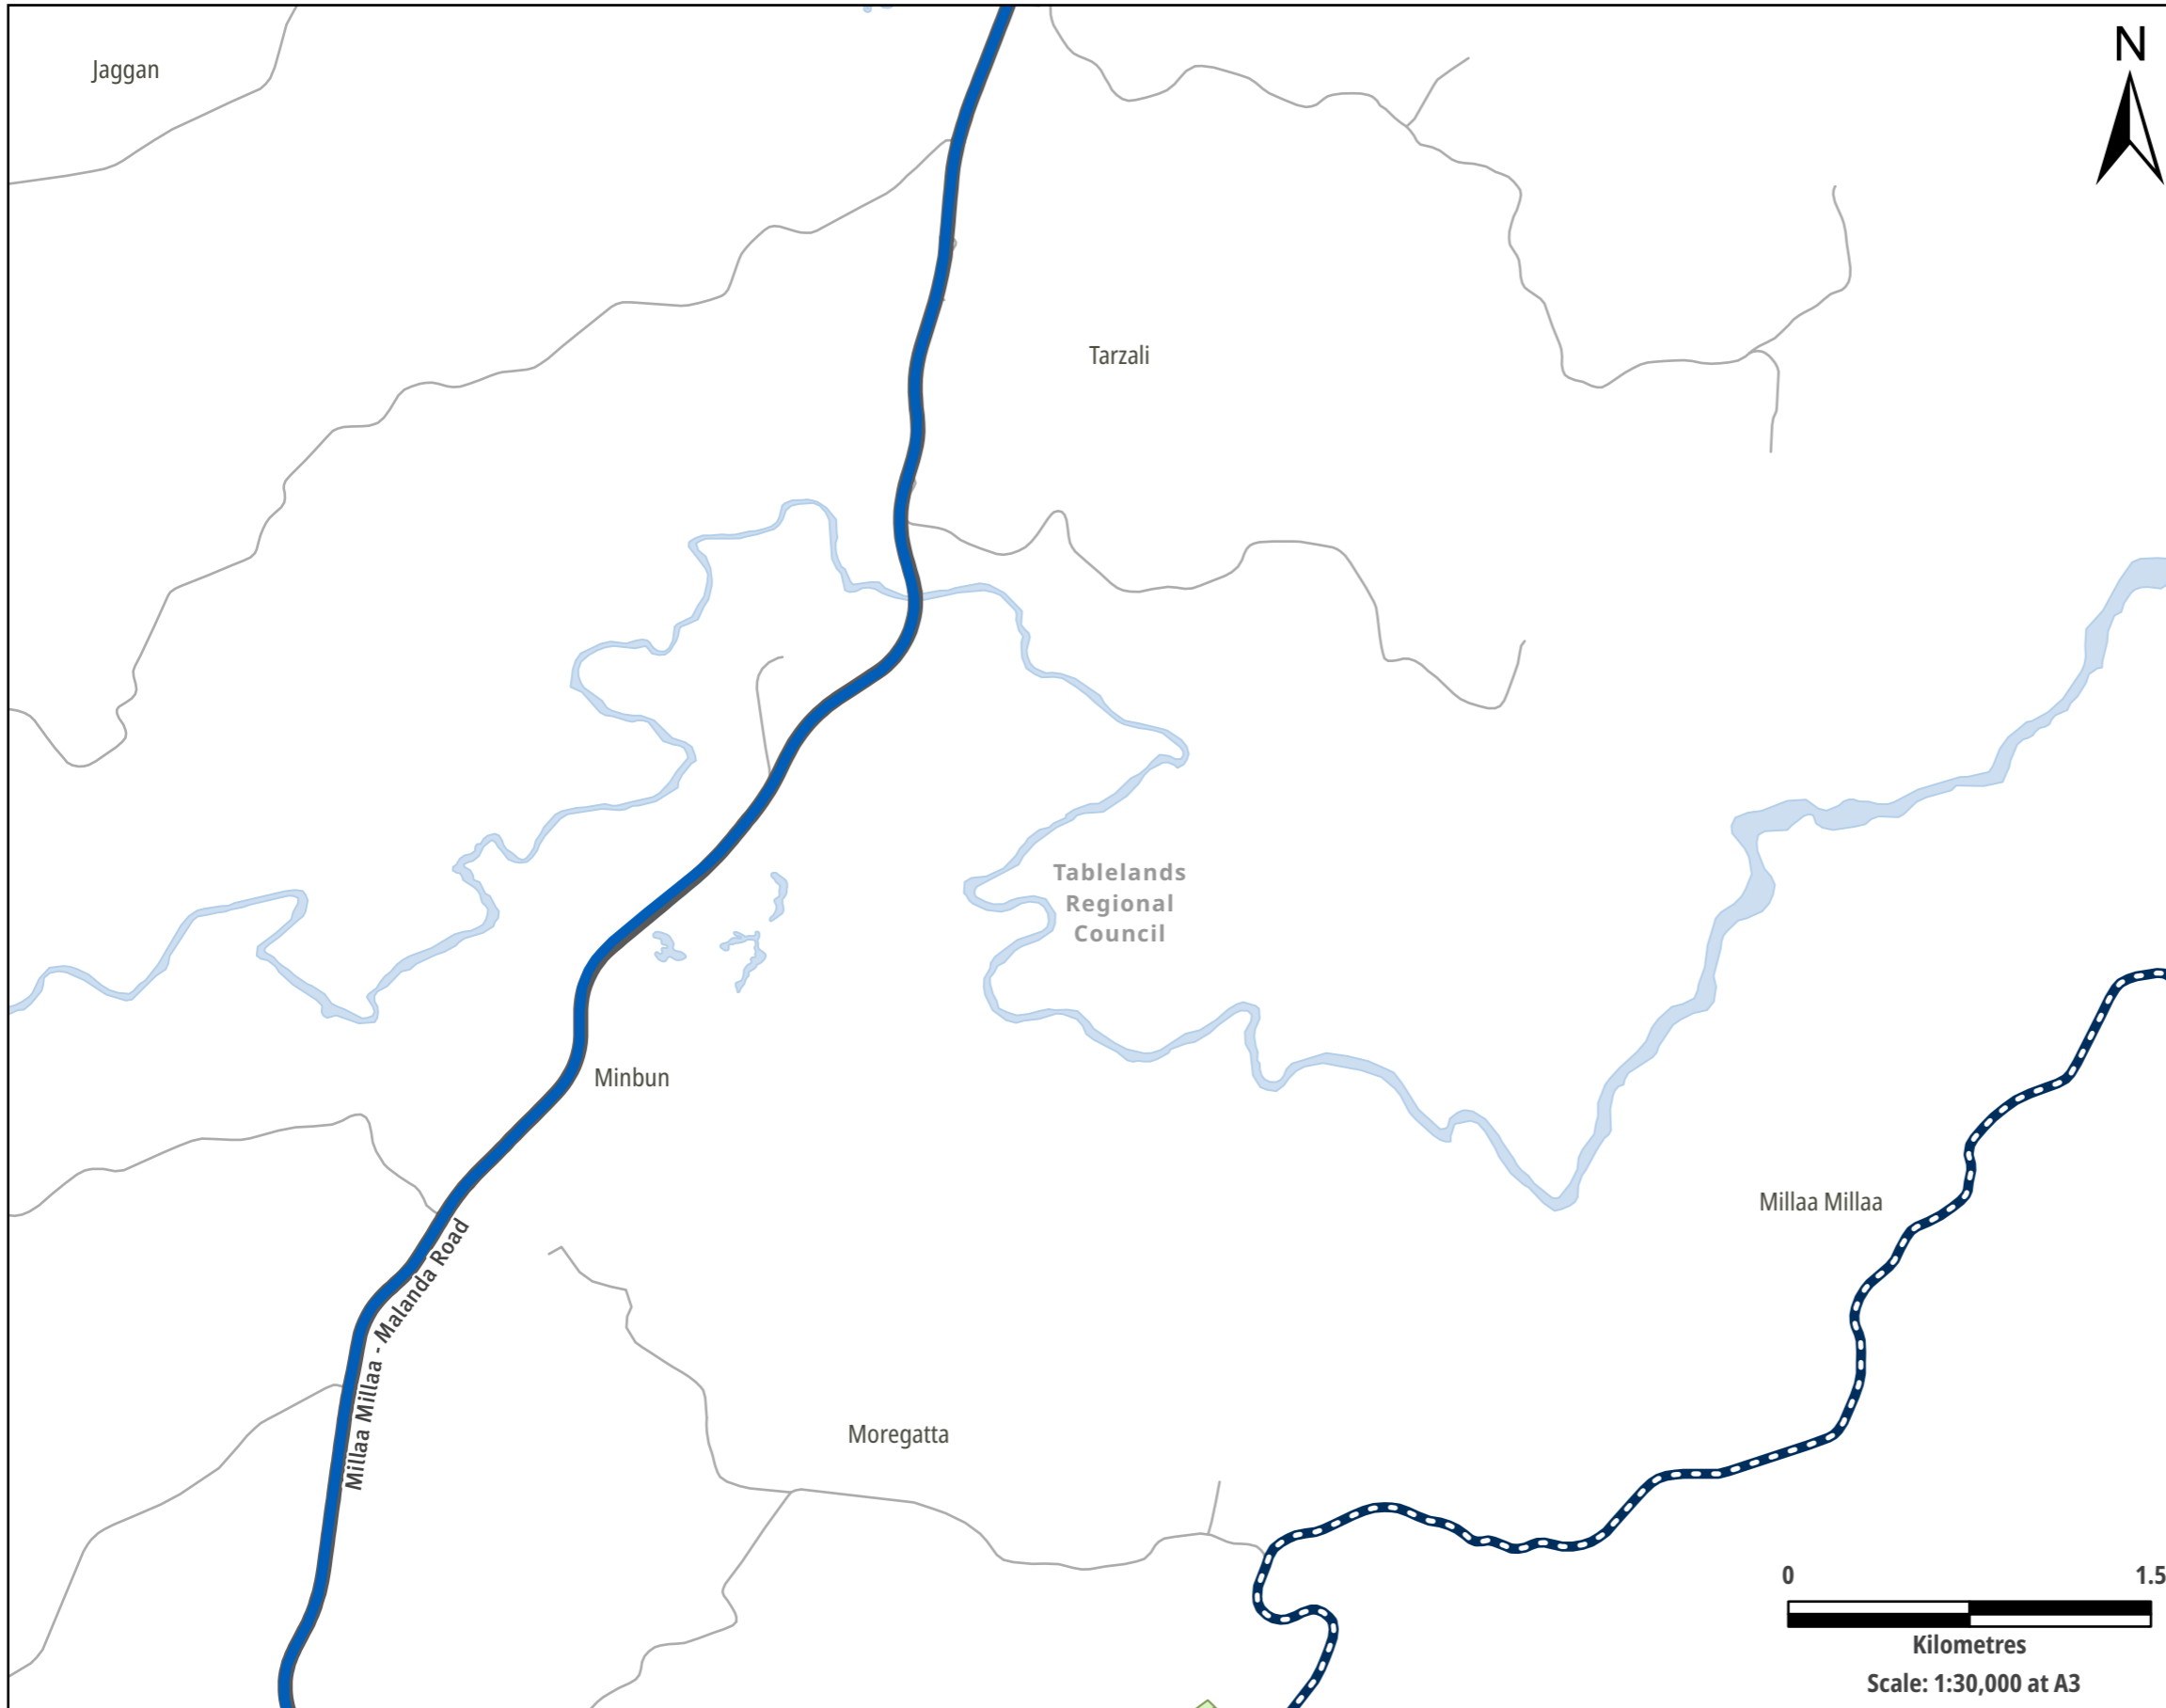 N
Jaggan
Tarzali
Tablelands
Regional
Council
Minbun
Millaa Millaa
Millaa Millaa - Malanda Road
Moregatta
0 1.5
Kilometres
Scale: 1:30,000 at A3